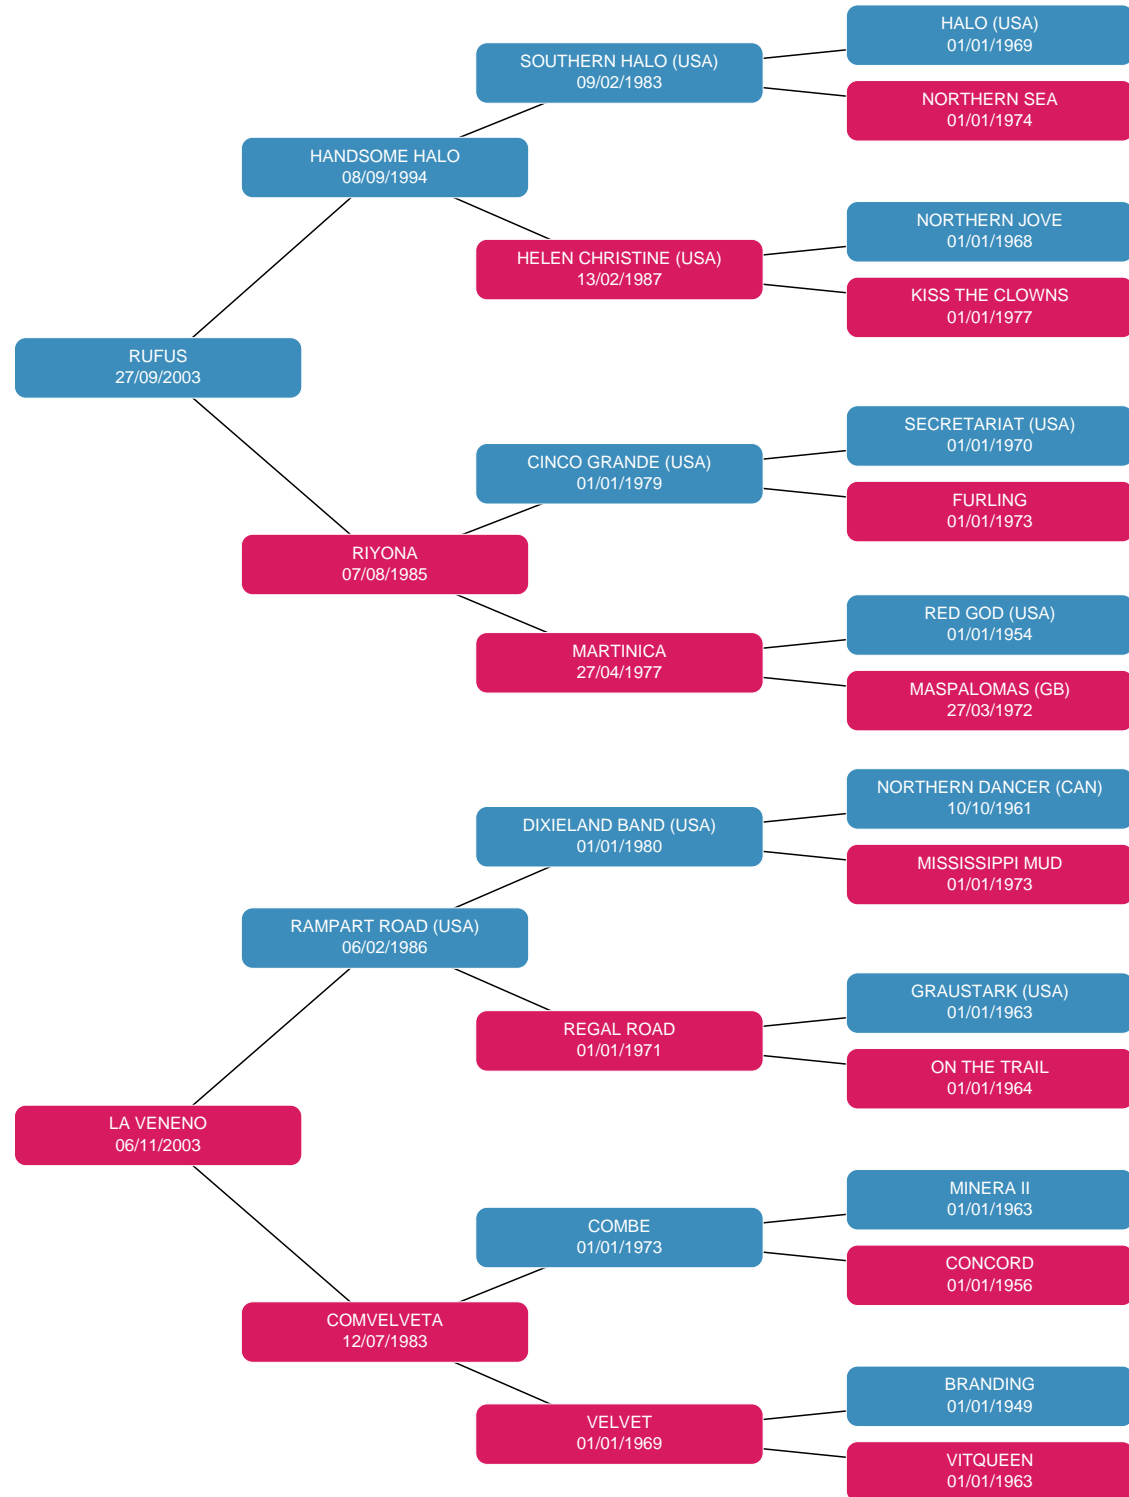 HALO (USA)
01/01/1969
SOUTHERN HALO (USA)
09/02/1983
NORTHERN SEA
01/01/1974
HANDSOME HALO
08/09/1994
NORTHERN JOVE
01/01/1968
HELEN CHRISTINE (USA)
13/02/1987
KISS THE CLOWNS
01/01/1977
RUFUS
27/09/2003
SECRETARIAT (USA)
01/01/1970
CINCO GRANDE (USA)
01/01/1979
FURLING
01/01/1973
RIYONA
07/08/1985
RED GOD (USA)
01/01/1954
MARTINICA
27/04/1977
MASPALOMAS (GB)
27/03/1972
NORTHERN DANCER (CAN)
10/10/1961
DIXIELAND BAND (USA)
01/01/1980
MISSISSIPPI MUD
01/01/1973
RAMPART ROAD (USA)
06/02/1986
GRAUSTARK (USA)
01/01/1963
REGAL ROAD
01/01/1971
ON THE TRAIL
01/01/1964
LA VENENO
06/11/2003
MINERA II
01/01/1963
COMBE
01/01/1973
CONCORD
01/01/1956
COMVELVETA
12/07/1983
BRANDING
01/01/1949
VELVET
01/01/1969
VITQUEEN
01/01/1963